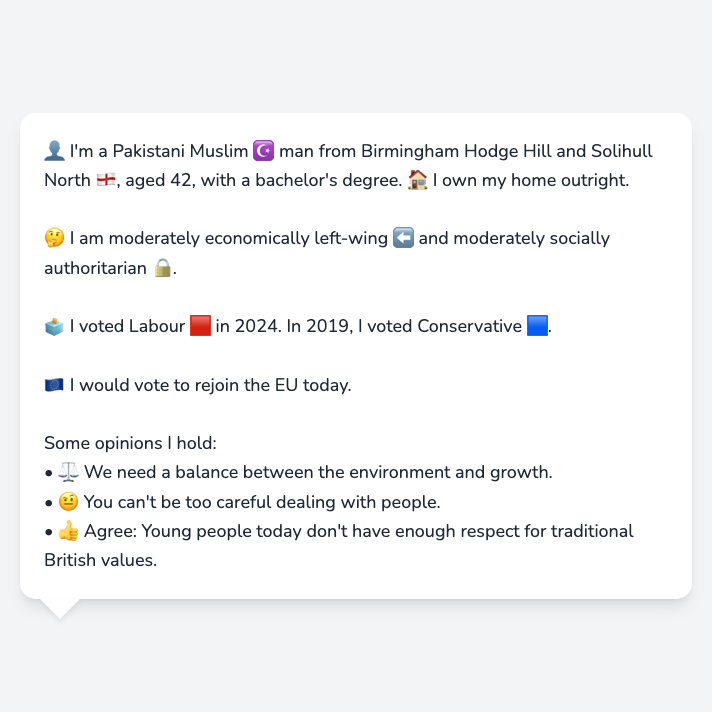 👤 I'm a Pakistani Muslim ☪️ man from Birmingham Hodge Hill and Solihull
North 🏴󠁧󠁢󠁥󠁮󠁧󠁿, aged 42, with a bachelor's degree. 🏠 I own my home outright.
🤔 I am moderately economically left-wing ⬅️ and moderately socially
authoritarian 🔒.
🗳️ I voted Labour 🟥 in 2024. In 2019, I voted Conservative 🟦.
🇪🇺 I would vote to rejoin the EU today.
Some opinions I hold:
• ⚖️ We need a balance between the environment and growth.
• 🤨 You can't be too careful dealing with people.
• 👍 Agree: Young people today don't have enough respect for traditional
British values.